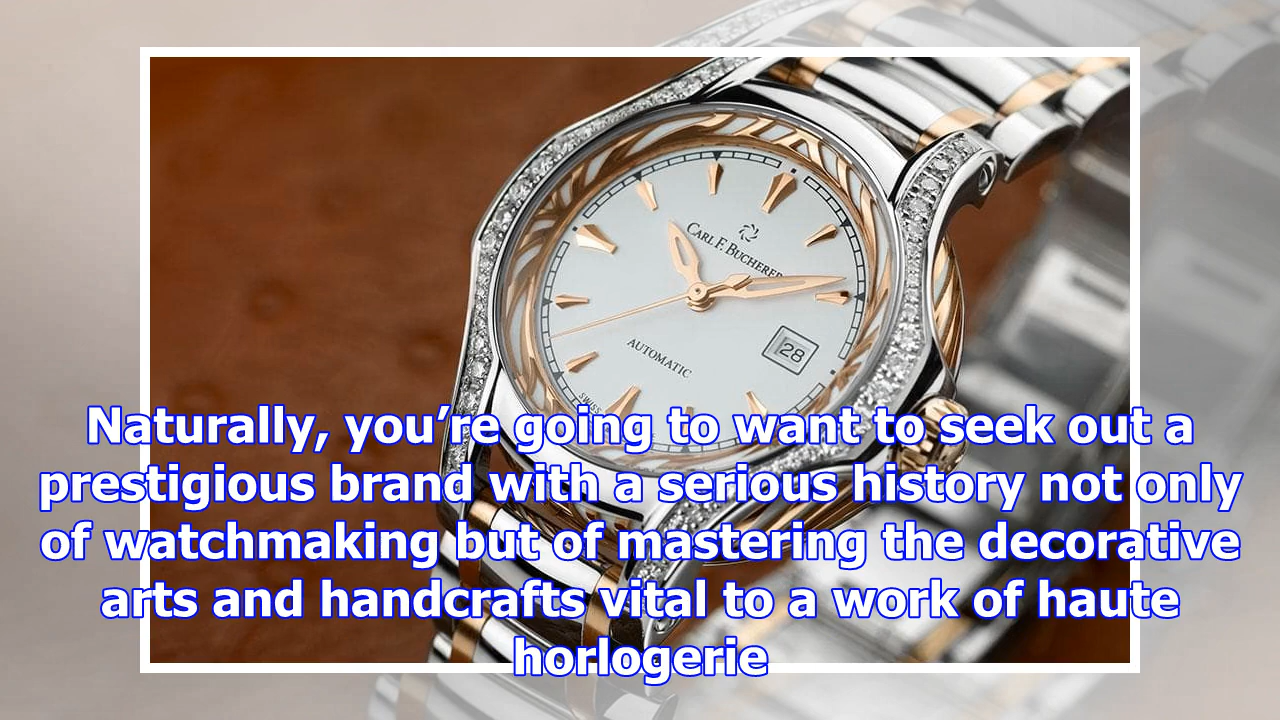 CARL F. BUCHERER
AUTOMATIC
28
SWISS
Naturally, you’re going to want to seek out a
prestigious brand with a serious history not only
of watchmaking but of mastering the decorative
arts and handcrafts vital to a work of haute
horlogerie